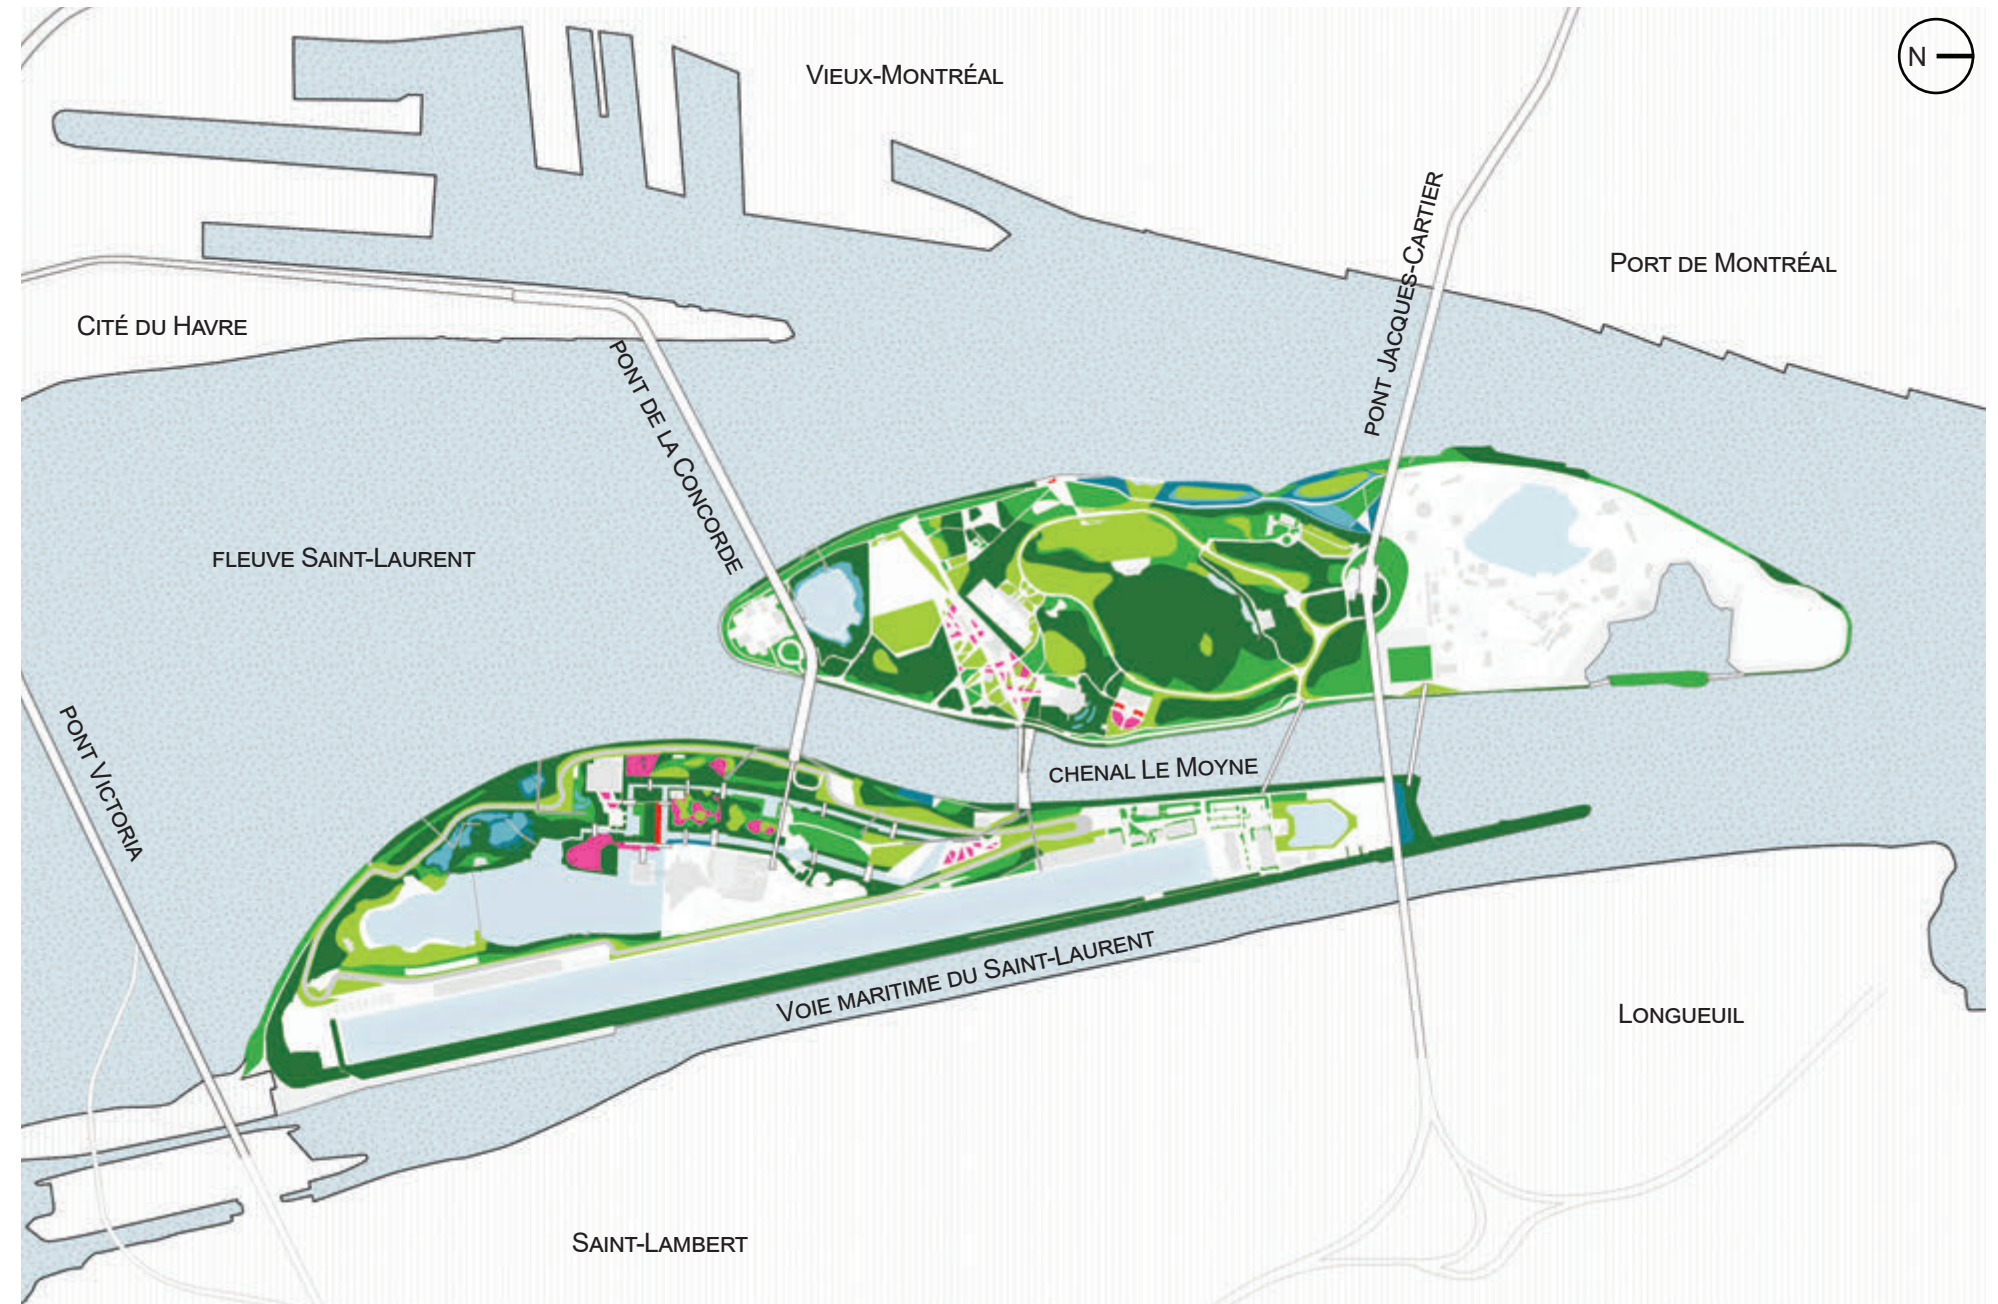 N
VIEUX-MONTRÉAL
PORT DE MONTRÉAL
PONT JACQUES-CARTIER
CITÉ DU HAVRE
PONT DE LA CONCORDE
FLEUVE SAINT-LAURENT
PONT VICTORIA
CHENAL LE MOYNE
VOIE MARITIME DU SAINT-LAURENT
LONGUEUIL
SAINT-LAMBERT